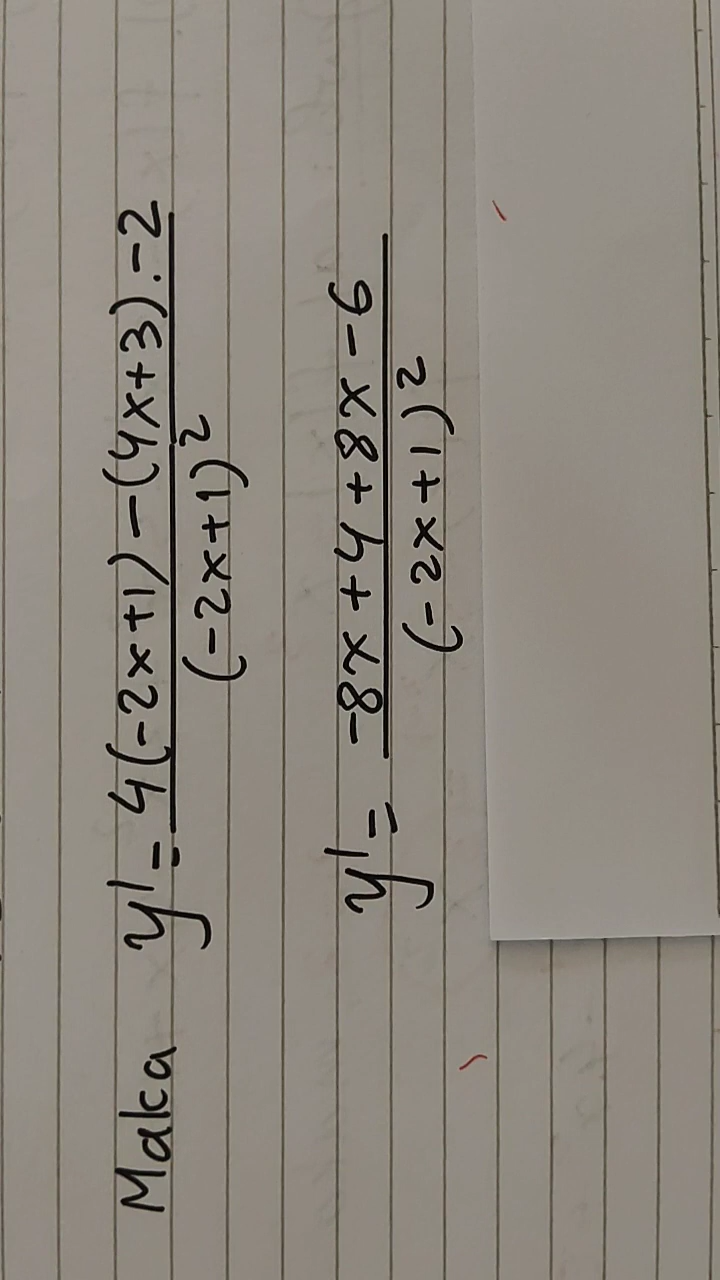 Maka y' = 4(-2x+1) - (4x+3).-2
(-2x+1)²
y' = -8x+4+8x-6
(-2x+1)²